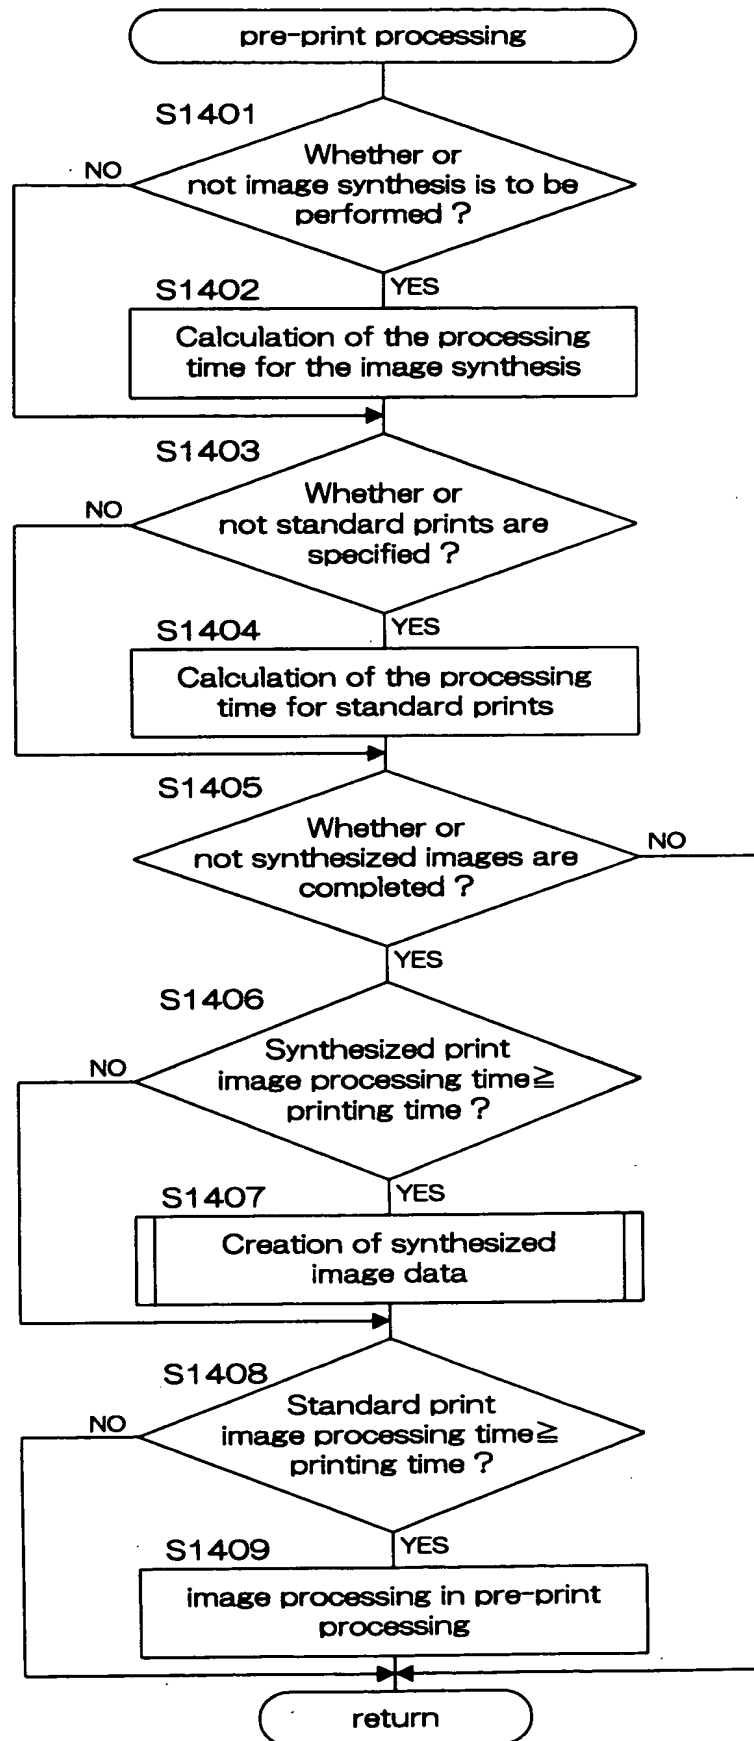 pre-print processing
S1401
Whether or
NO
not image synthesis is to be
performed ?
S1402
YES
Calculation of the processing
time for the image synthesis
S1403
Whether or
NO
not standard prints are
specified ?
S1404
YES
Calculation of the processing
time for standard prints
S1405
Whether or
NO
not synthesized images are
completed ?
YES
S1406
Synthesized print
NO
image processing time≧
printing time ?
S1407
YES
Creation of synthesized
image data
S1408
Standard print
NO
image processing time≧
printing time ?
S1409
YES
image processing in pre-print
processing
return